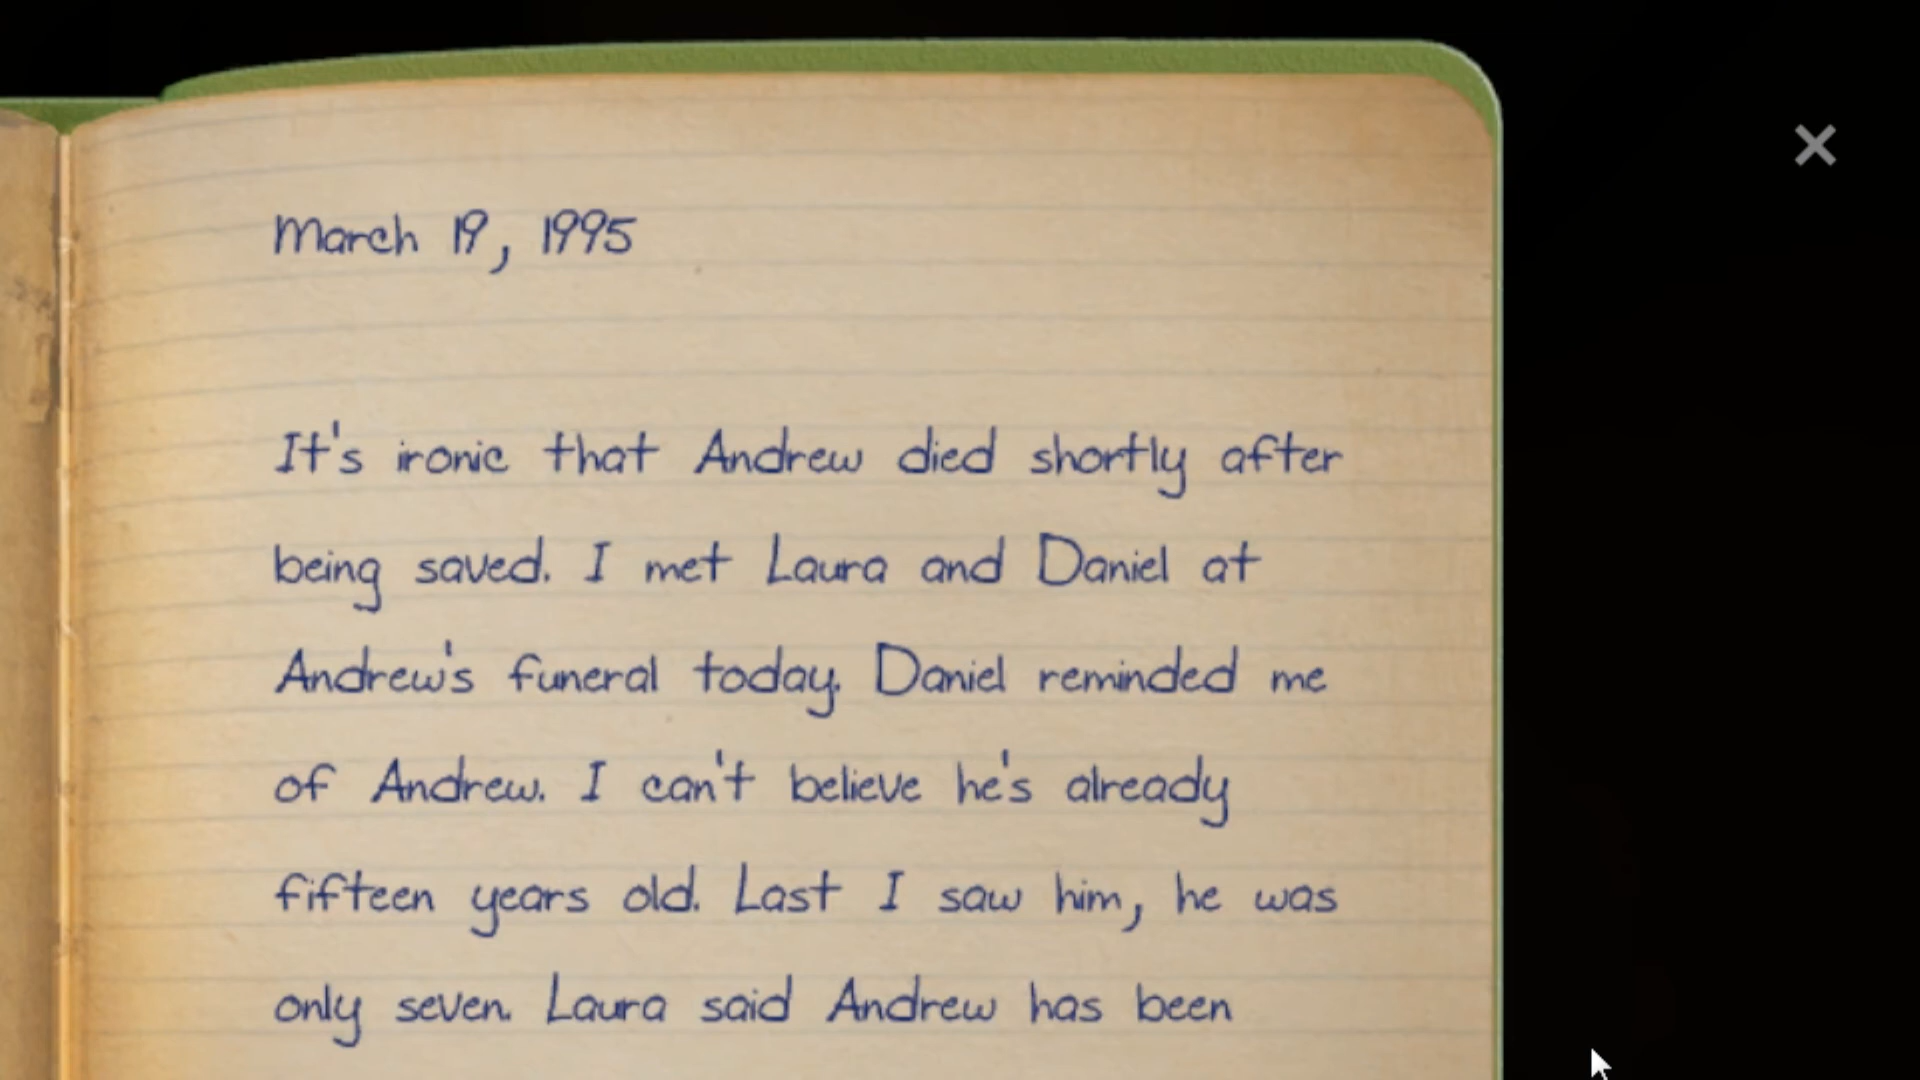 March 19, 1995
It's ironic that Andrew died shortly after
being saved. I met Laura and Daniel at
Andrew's funeral today. Daniel reminded me
of Andrew. I can't believe he's already
fifteen years old. Last I saw him, he was
only seven. Laura said Andrew has been